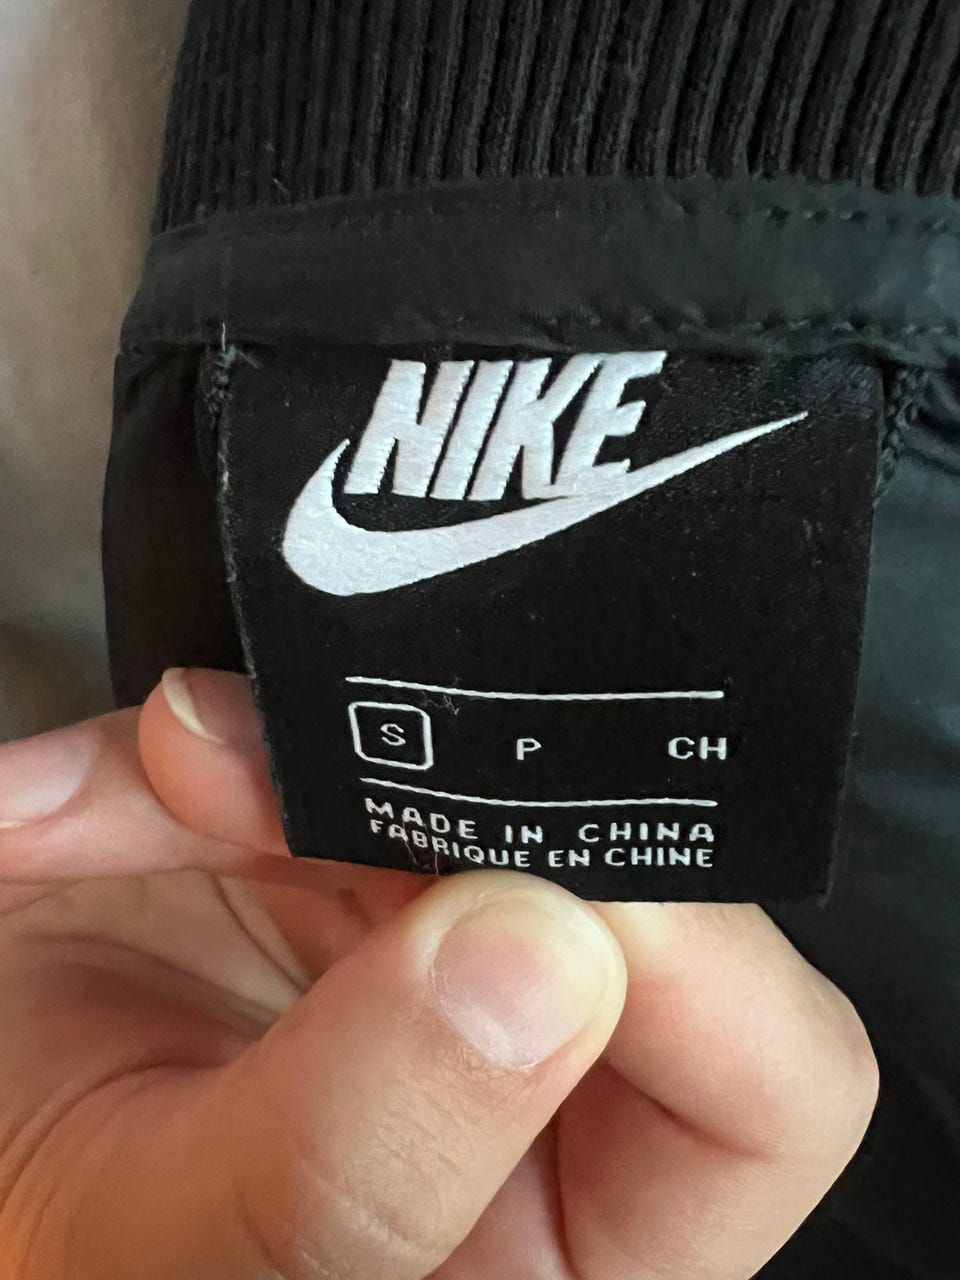 NIKE
S P CH
MADE IN CHINA
FABRIQUE EN CHINE